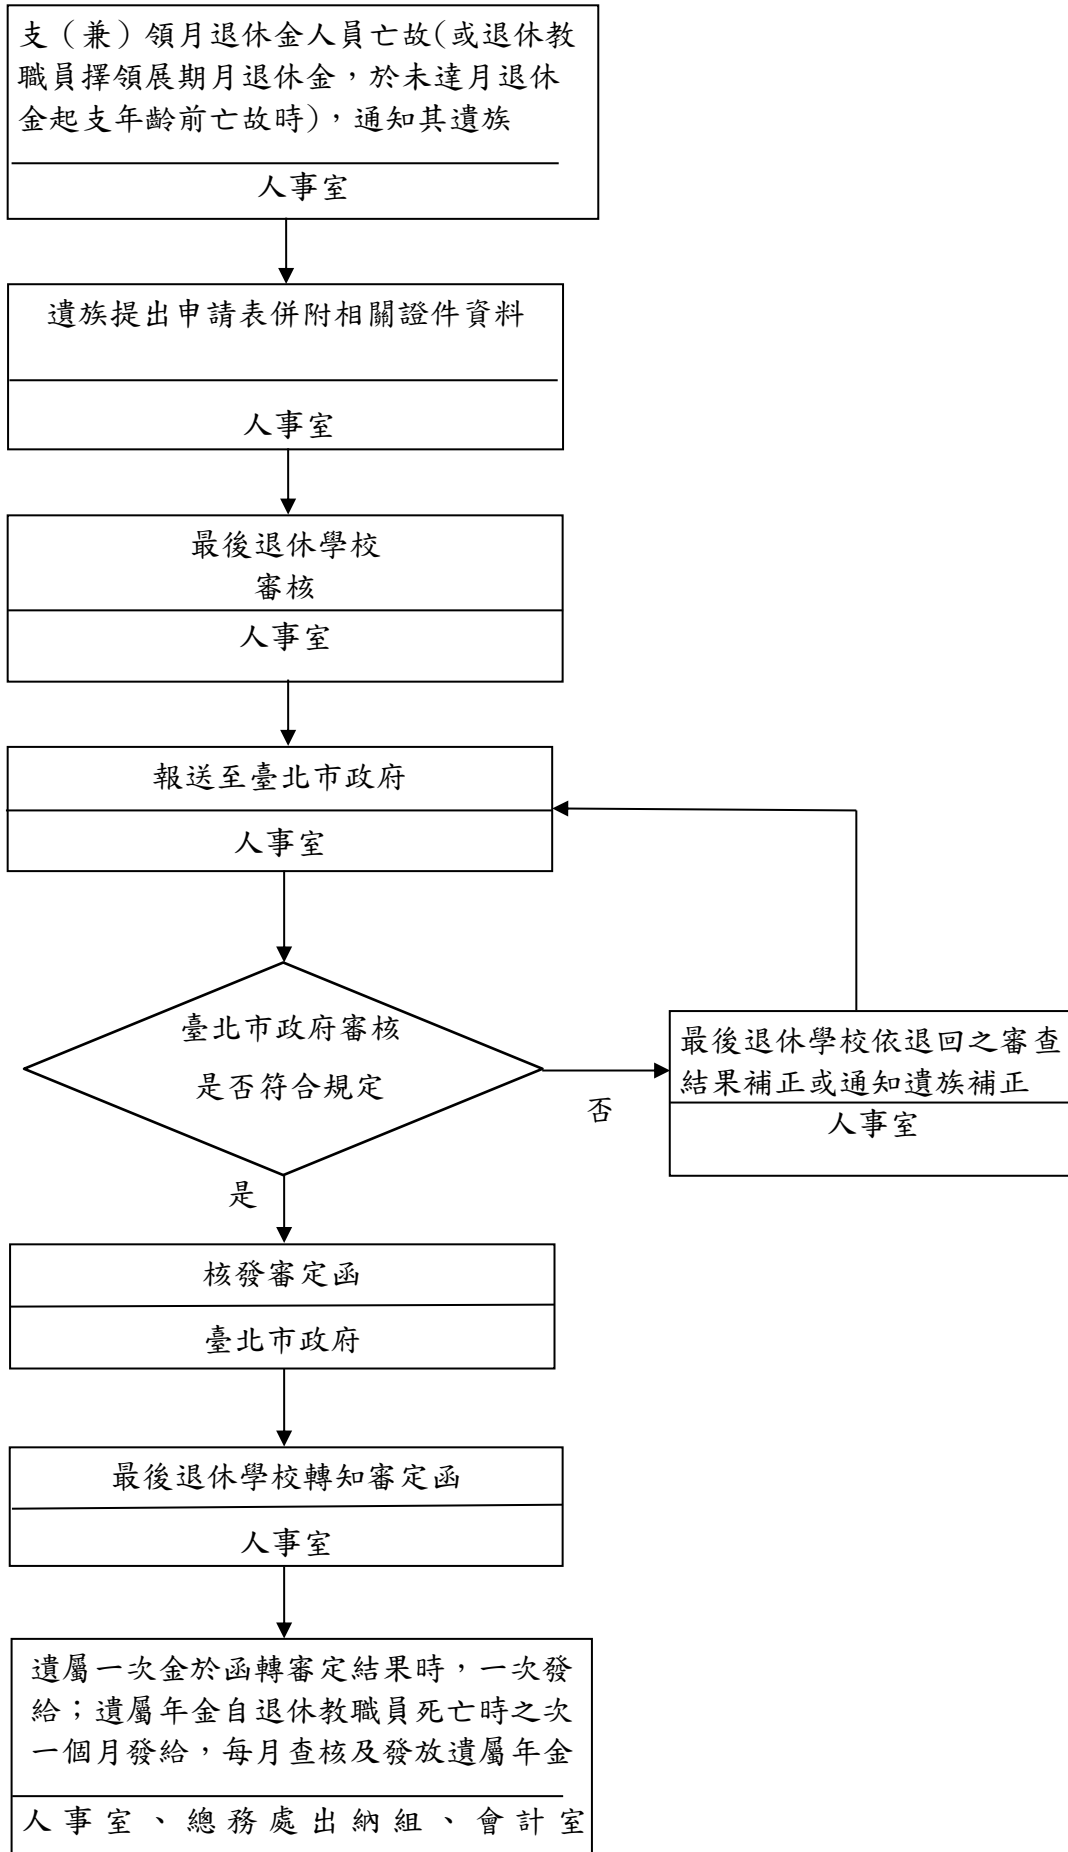 支（兼）領月退休金人員亡故(或退休教
職員擇領展期月退休金，於未達月退休
金起支年齡前亡故時)，通知其遺族
人事室
遺族提出申請表併附相關證件資料
人事室
最後退休學校
審核
人事室
報送至臺北市政府
人事室
臺北市政府審核
是否符合規定
否
最後退休學校依退回之審查
結果補正或通知遺族補正
人事室
是
核發審定函
臺北市政府
最後退休學校轉知審定函
人事室
遺屬一次金於函轉審定結果時，一次發
給；遺屬年金自退休教職員死亡時之次
一個月發給，每月查核及發放遺屬年金
人事室、總務處出納組、會計室